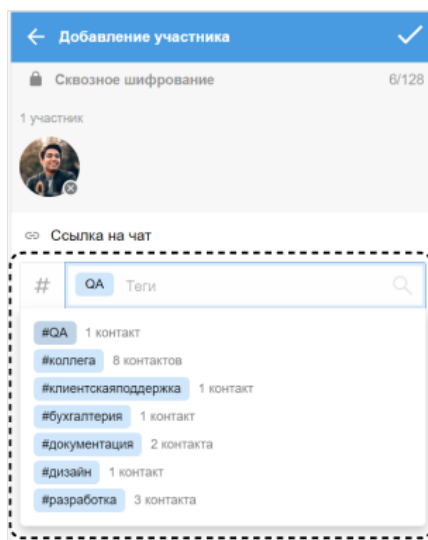 Добавление участника
Сквозное шифрование 6/128
1 участник
Ссылка на чат
# QA Теги
#QA 1 контакт
#коллега 8 контактов
#клиентскаяподдержка 1 контакт
#бухгалтерия 1 контакт
#документация 2 контакта
#дизайн 1 контакт
#разработка 3 контакта